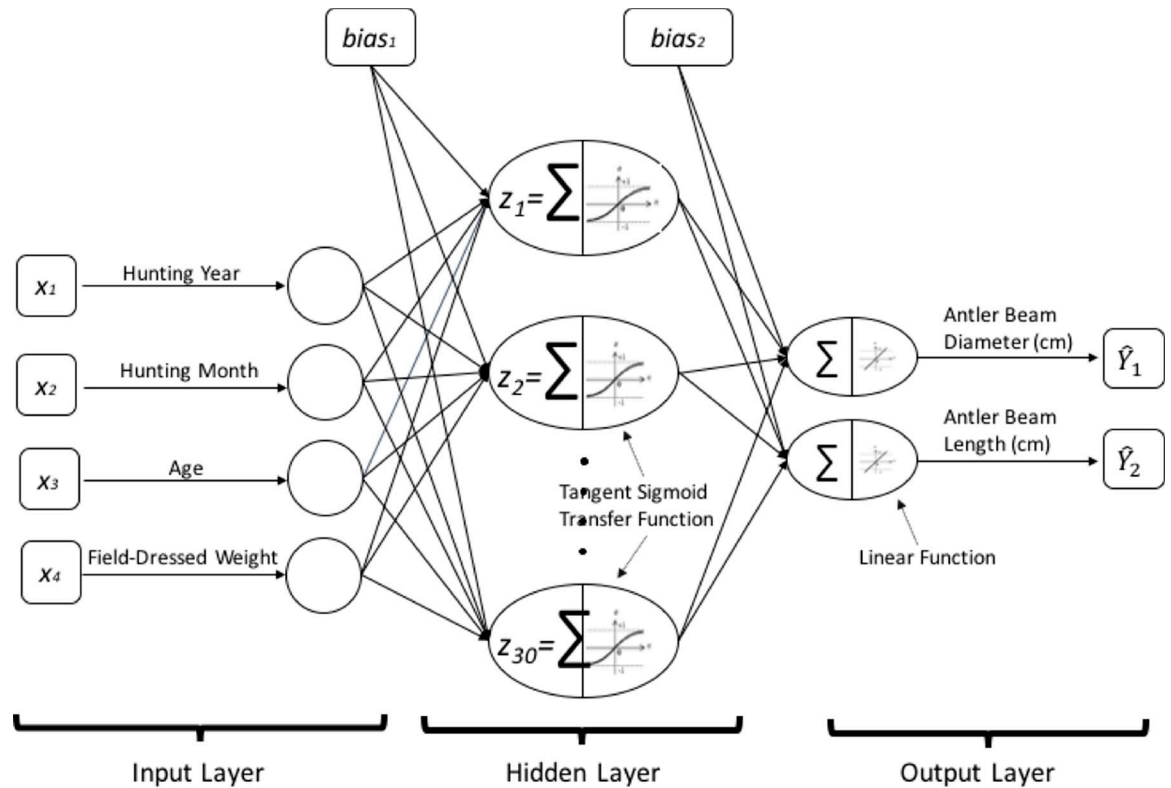 bias1
bias2
z1=∑
x1
Hunting Year
x2
Hunting Month
x3
Age
x4
Field-Dressed Weight
z2=∑
z30=∑
Tangent Sigmoid
Transfer Function
∑
∑
Antler Beam
Diameter (cm)
Ŷ1
Antler Beam
Length (cm)
Ŷ2
Linear Function
Input Layer
Hidden Layer
Output Layer